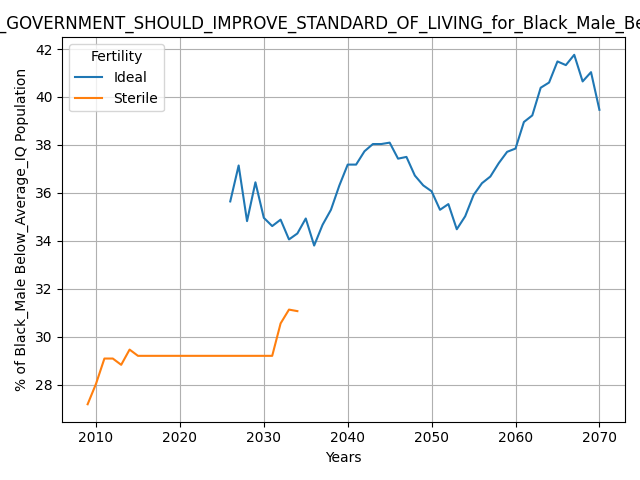 _GOVERNMENT_SHOULD_IMPROVE_STANDARD_OF_LIVING_for_Black_Male_Be
Fertility
Ideal
Sterile
42
40
38
36
34
32
30
28
% of Black_Male Below_Average_IQ Population
2010 2020 2030 2040 2050 2060 2070
Years